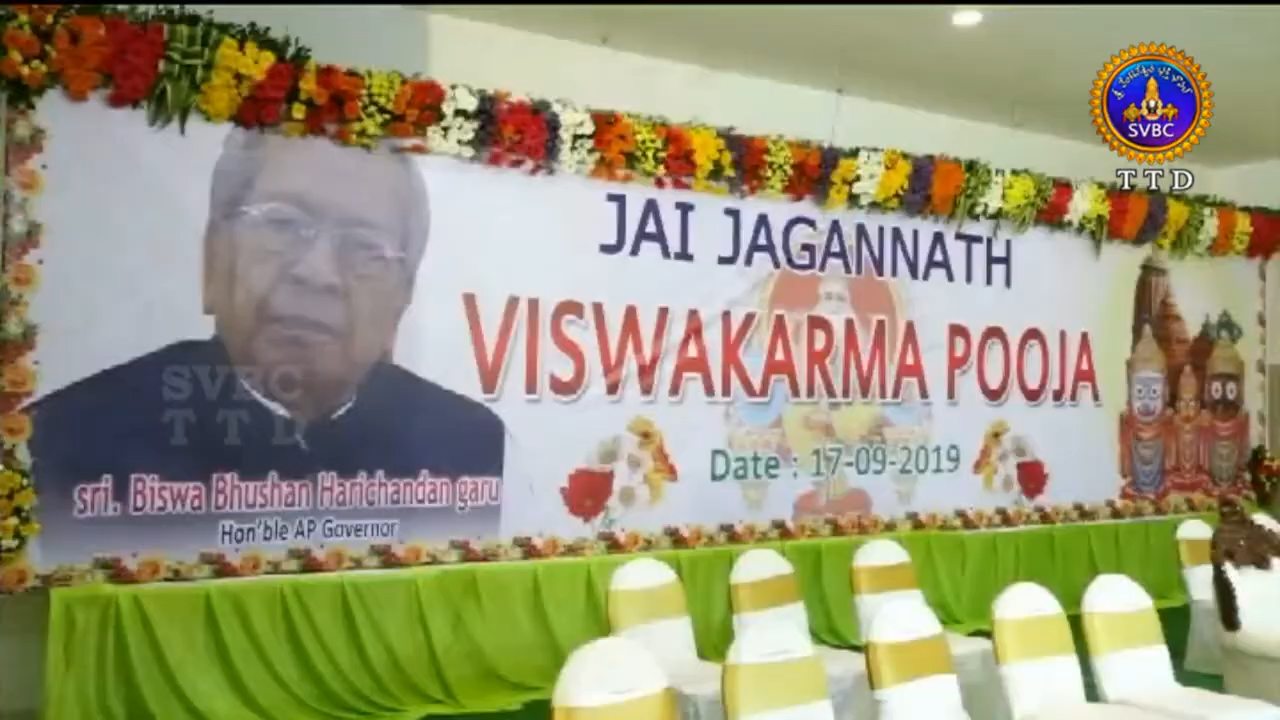 SVBC
TTD
JAI JAGANNATH
VISWAKARMA POOJA
Date : 17-09-2019
SVBC
TTD
sri. Biswa Bhushan Harichandan garu
Hon'ble AP Governor